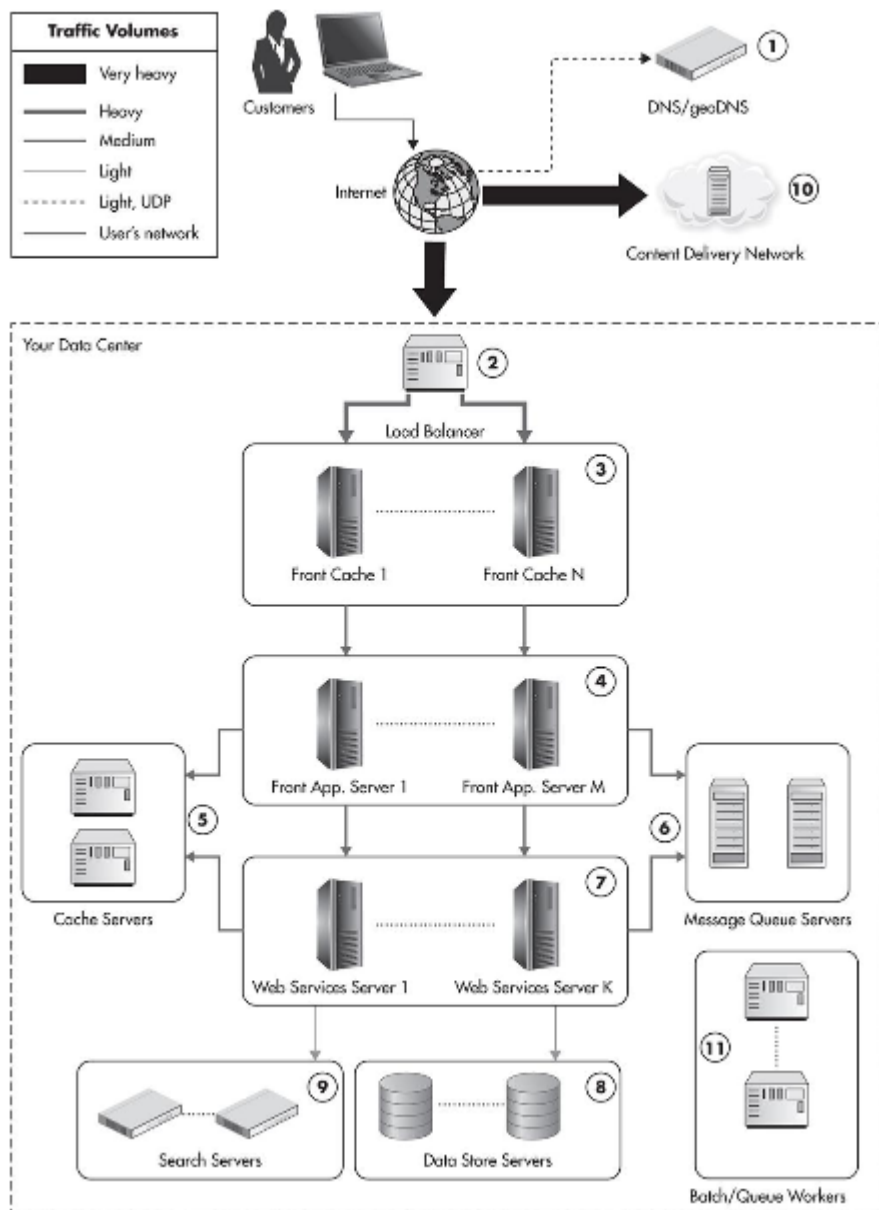 Traffic Volumes
Very heavy
Heavy
Medium
Light
Light, UDP
User's network
Customers
1
DNS/geoDNS
Internet
10
Content Delivery Network
Your Data Center
2
Load Balancer
3
Front Cache 1
Front Cache N
4
Front App. Server 1
Front App. Server M
5
Cache Servers
6
Message Queue Servers
7
Web Services Server 1
Web Services Server K
9
Search Servers
8
Data Store Servers
11
Batch/Queue Workers